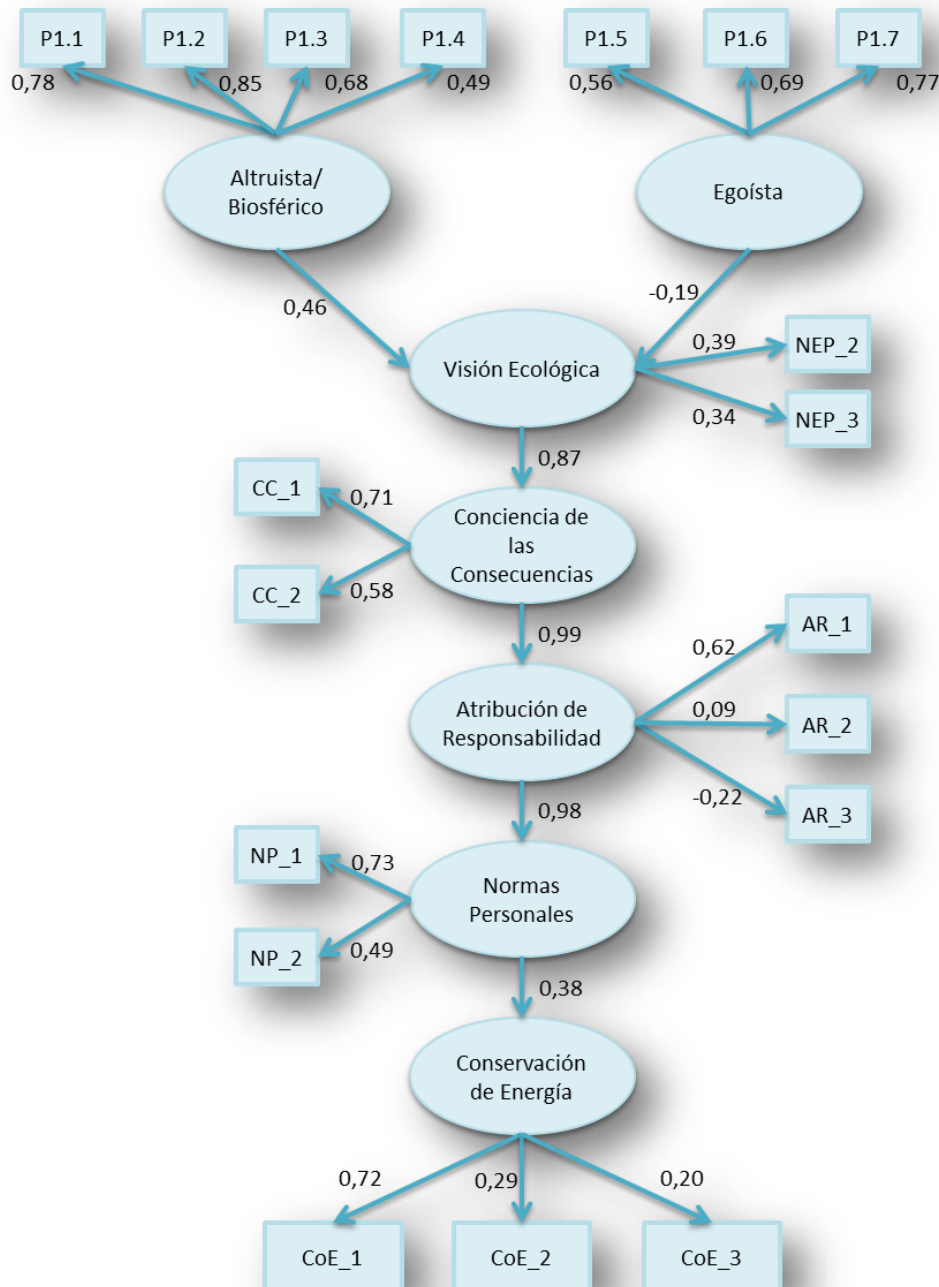 P1.1
P1.2
P1.3
P1.4
P1.5
P1.6
P1.7
0,78
0,85
0,68
0,49
0,56
0,69
0,77
Altruista/
Biosférico
Egoísta
0,46
-0,19
Visión Ecológica
0,39
NEP_2
0,34
NEP_3
0,87
CC_1
0,71
Conciencia de
las
Consecuencias
CC_2
0,58
0,99
AR_1
0,62
Atribución de
Responsabilidad
0,09
AR_2
-0,22
AR_3
0,98
NP_1
0,73
Normas
Personales
NP_2
0,49
0,38
Conservación
de Energía
0,72
0,29
0,20
CoE_1
CoE_2
CoE_3